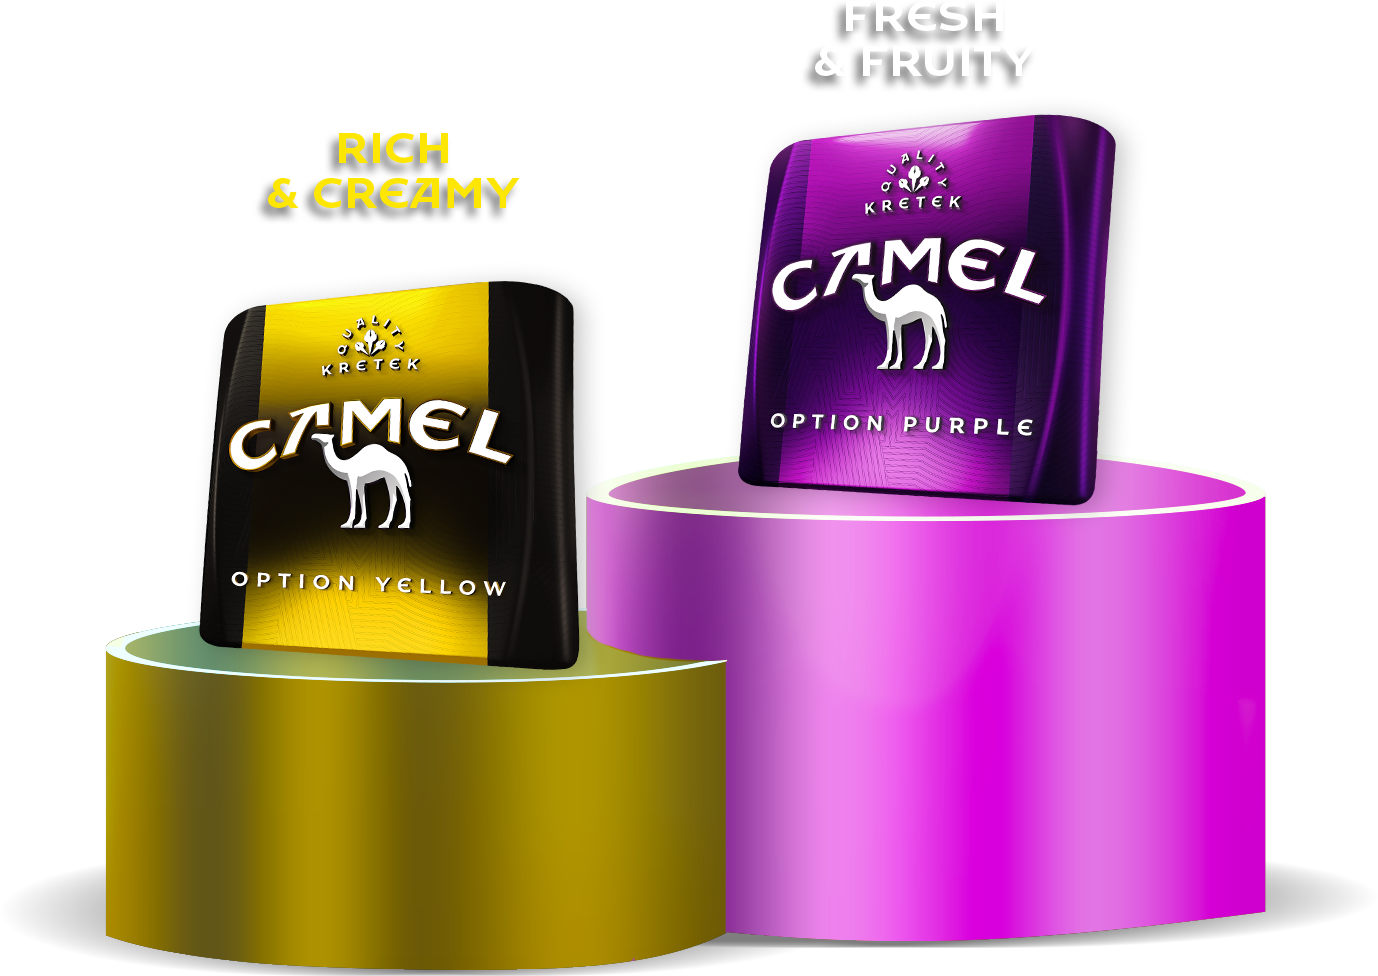 FRESH
& FRUITY
RICH
& CREAMY
QUALITY
KRETEK
CAMEL
OPTION PURPLE
QUALITY
KRETEK
CAMEL
OPTION YELLOW